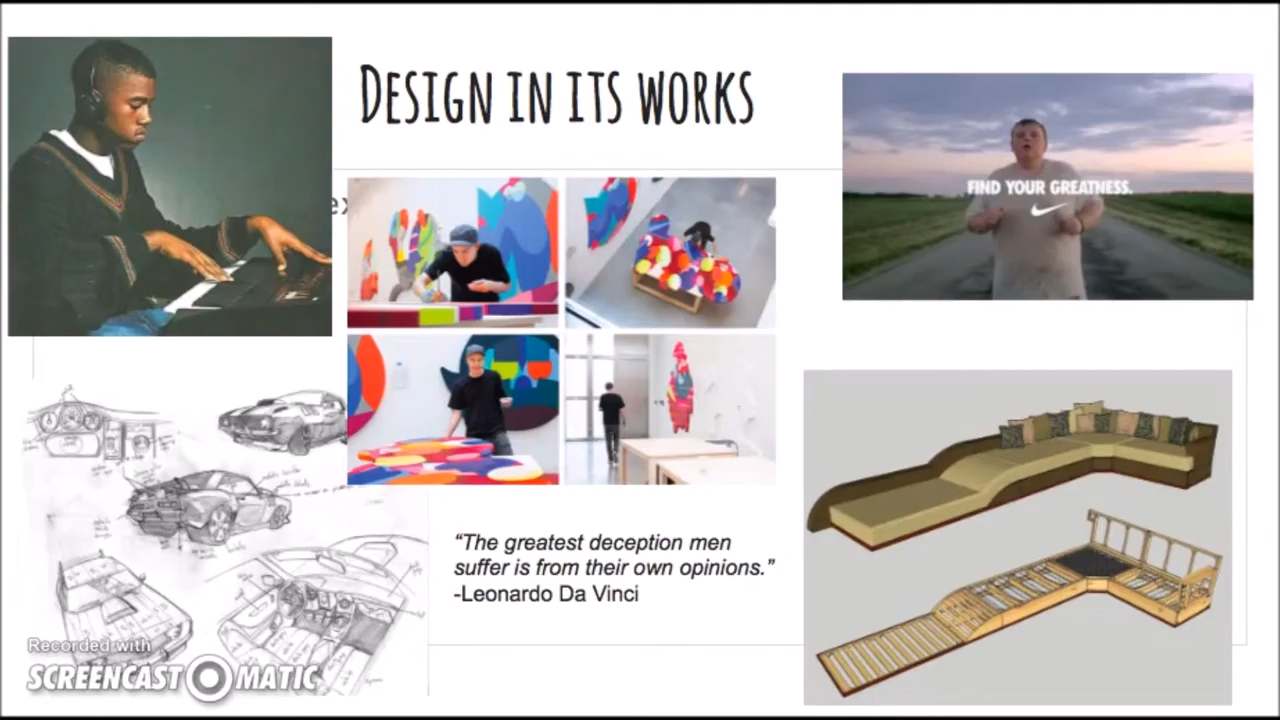 DESIGN IN ITS WORKS
FIND YOUR GREATNESS.
ex
“The greatest deception men
suffer is from their own opinions.”
-Leonardo Da Vinci
Recorded with
SCREENCAST MATIC